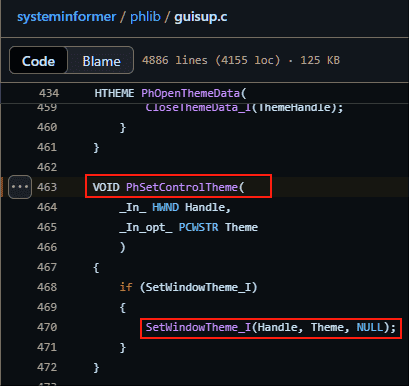 systeminformer / phlib / guisup.c
Code Blame 4886 lines (4155 loc) · 125 KB
434 HTHEME PhOpenThemeData(
459 CloseThemeData_I(ThemeHandle);
460 }
461 }
462
463 VOID PhSetControlTheme(
464 _In_ HWND Handle,
465 _In_opt_ PCWSTR Theme
466 )
467 {
468 if (SetWindowTheme_I)
469 {
470 SetWindowTheme_I(Handle, Theme, NULL);
471 }
472 }
473